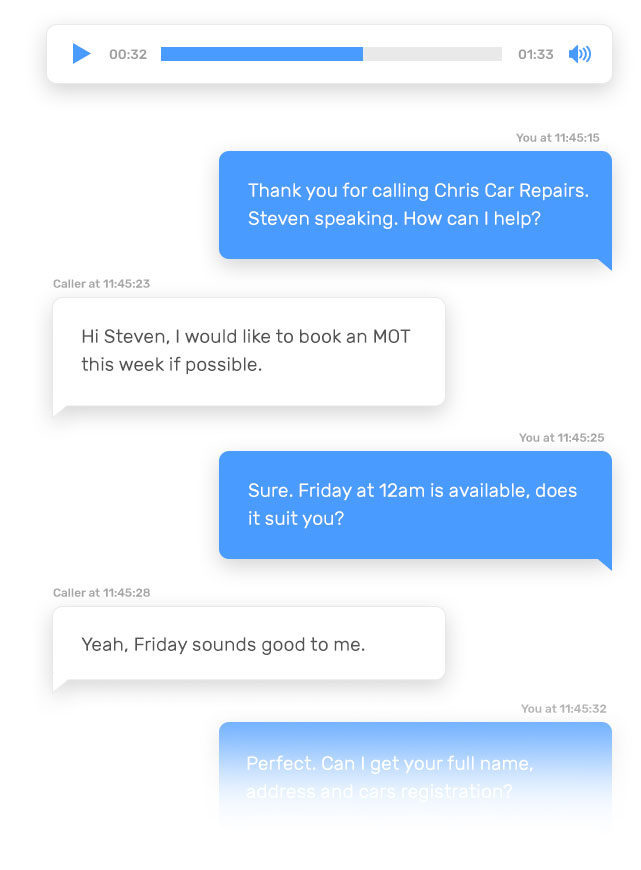 00:32 01:33
You at 11:45:15
Thank you for calling Chris Car Repairs.
Steven speaking. How can I help?
Caller at 11:45:23
Hi Steven, I would like to book an MOT
this week if possible.
You at 11:45:25
Sure. Friday at 12am is available, does
it suit you?
Caller at 11:45:28
Yeah, Friday sounds good to me.
You at 11:45:32
Perfect. Can I get your full name,
address and cars registration?